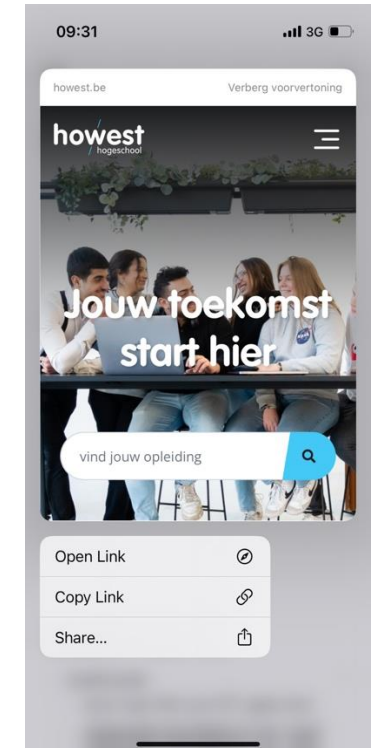 09:31
3G
howest.be
Verberg voorvertoning
howest
hogeschool
Jouw toekomst
start hier
vind jouw opleiding
Open Link
Copy Link
Share...